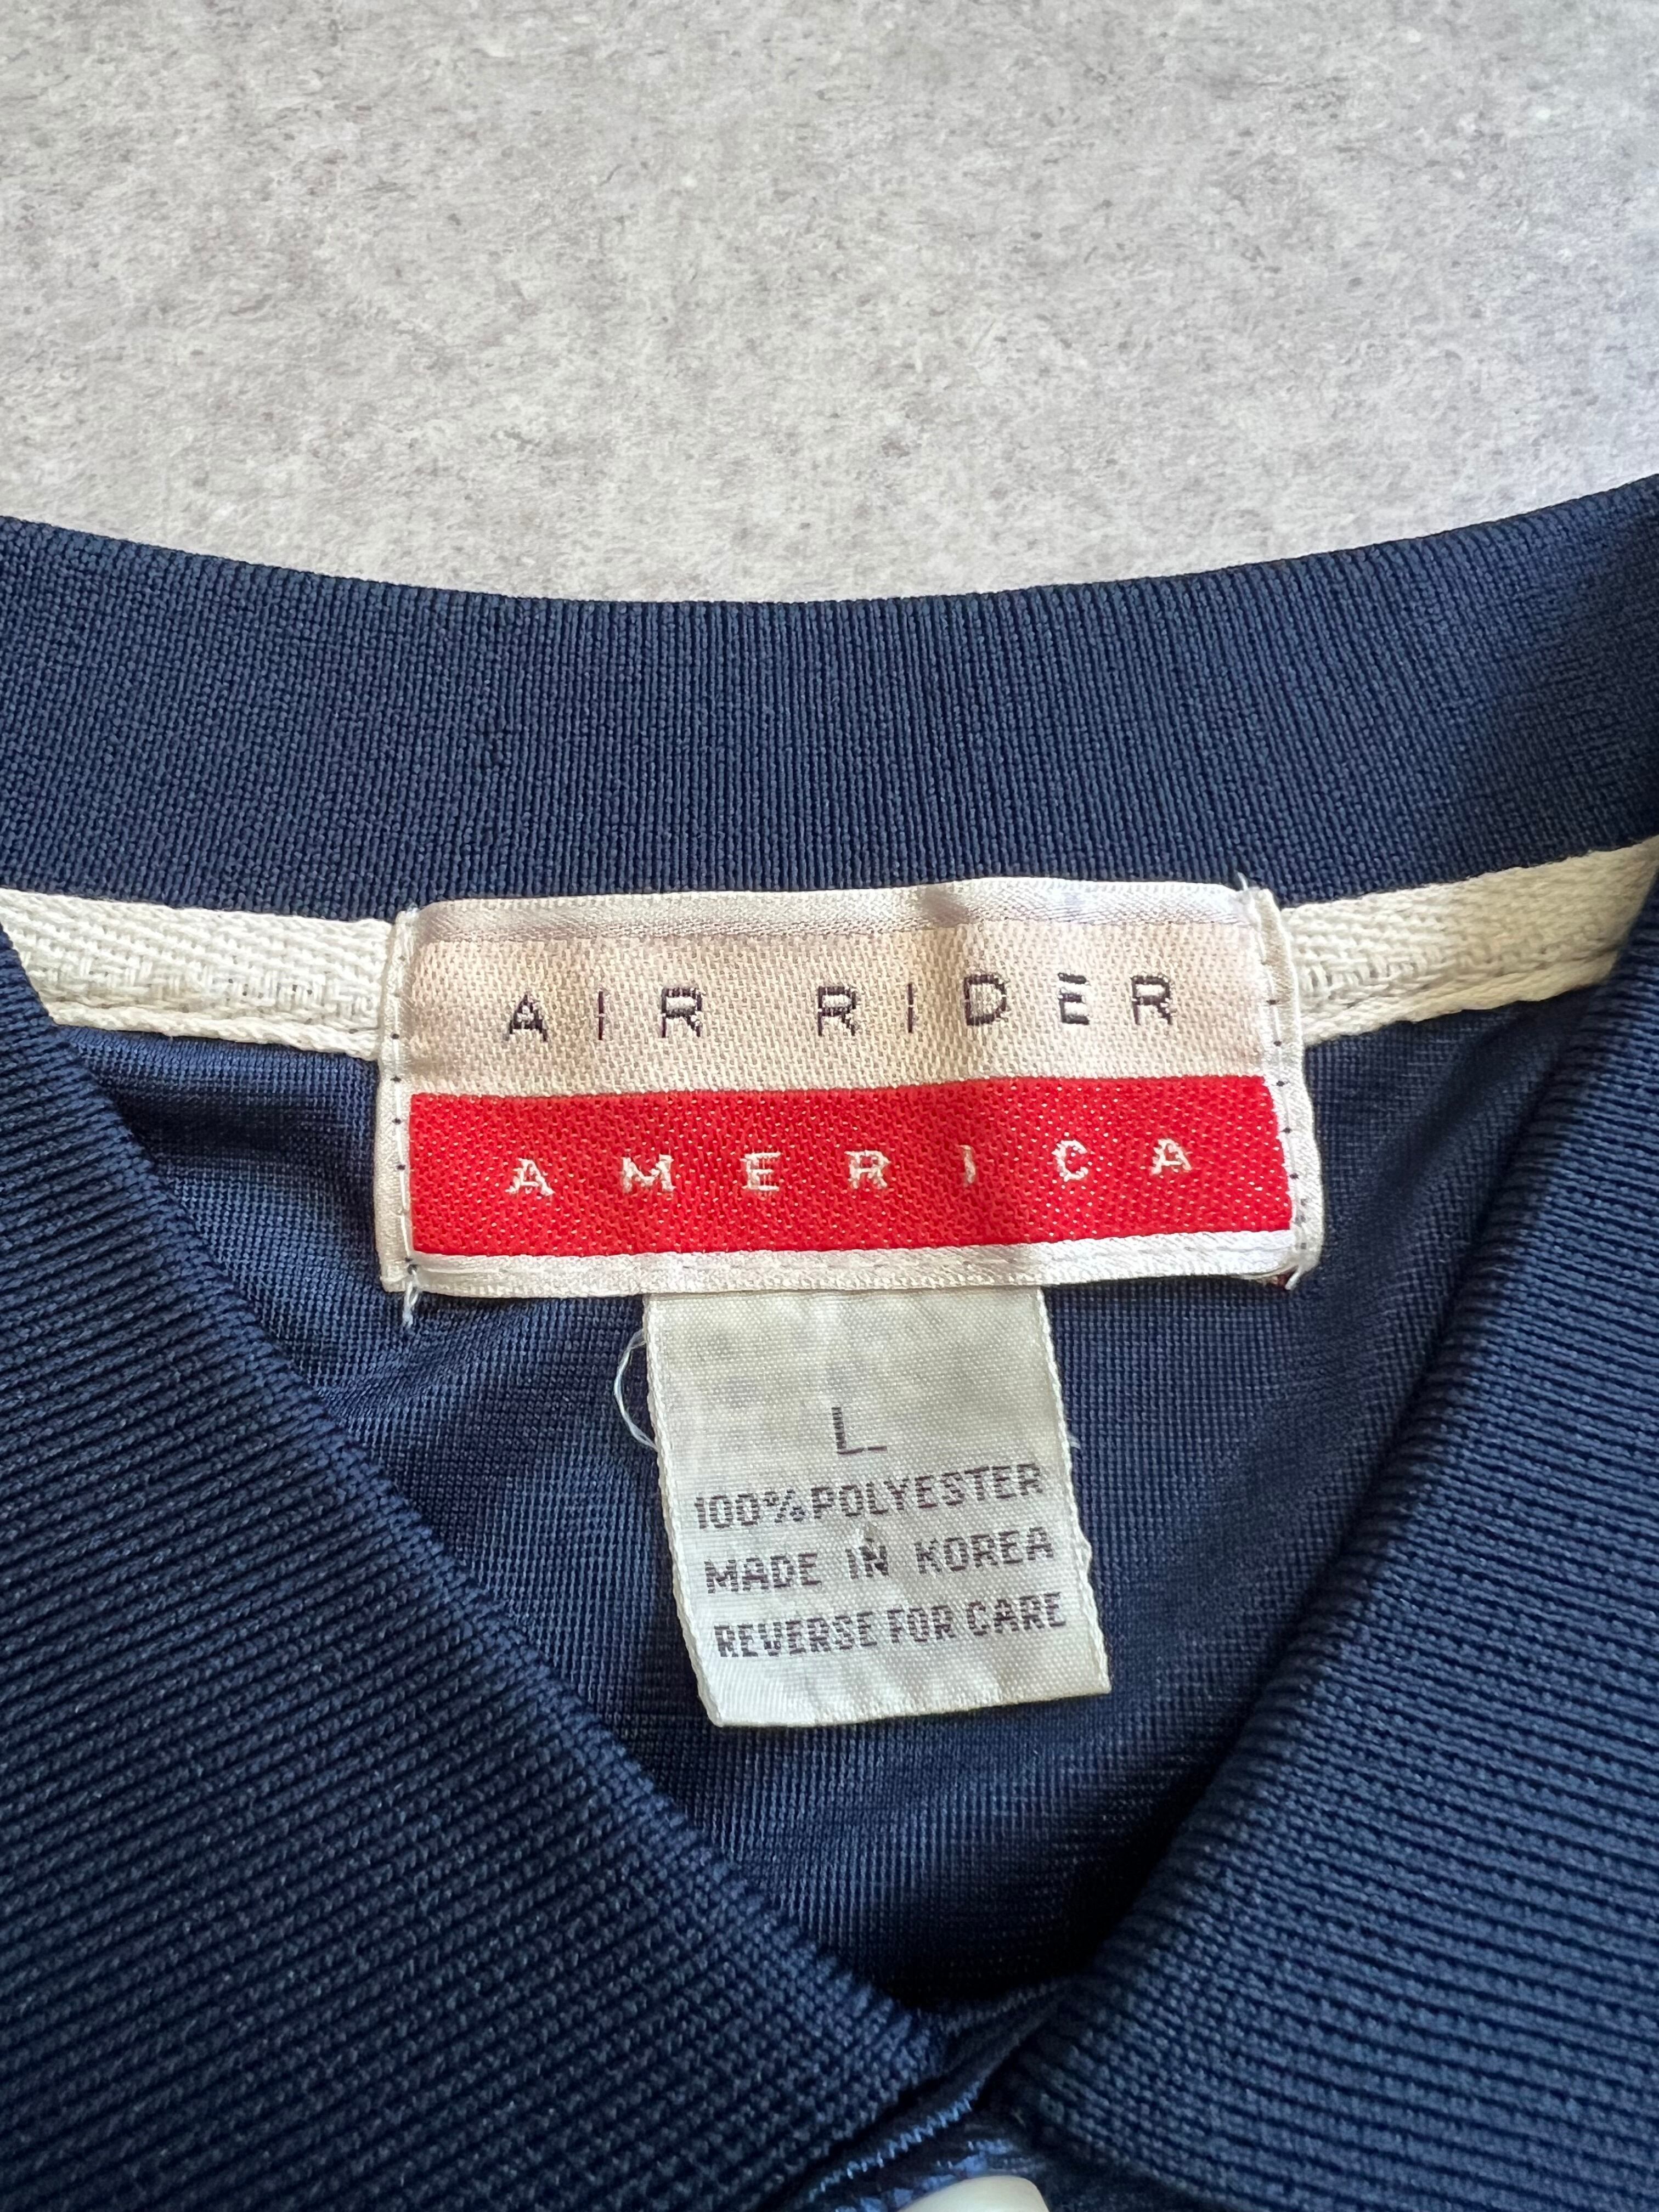 AIR RIDER
AMERICA
L
100% POLYESTER
MADE IN KOREA
REVERSE FOR CARE